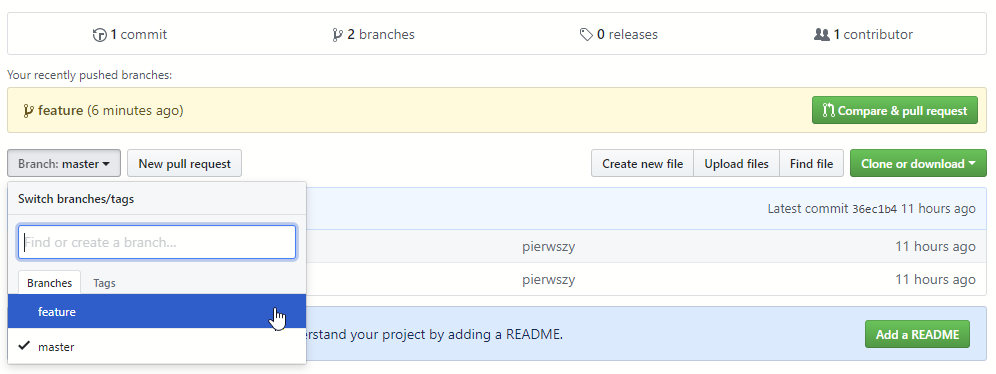 1 commit 2 branches 0 releases 1 contributor
Your recently pushed branches:
feature (6 minutes ago) Compare & pull request
Branch: master New pull request Create new file Upload files Find file Clone or download
Switch branches/tags
Latest commit 36ec1b4 11 hours ago
Find or create a branch...
pierwszy 11 hours ago
Branches Tags
pierwszy 11 hours ago
feature
erstand your project by adding a README. Add a README
master